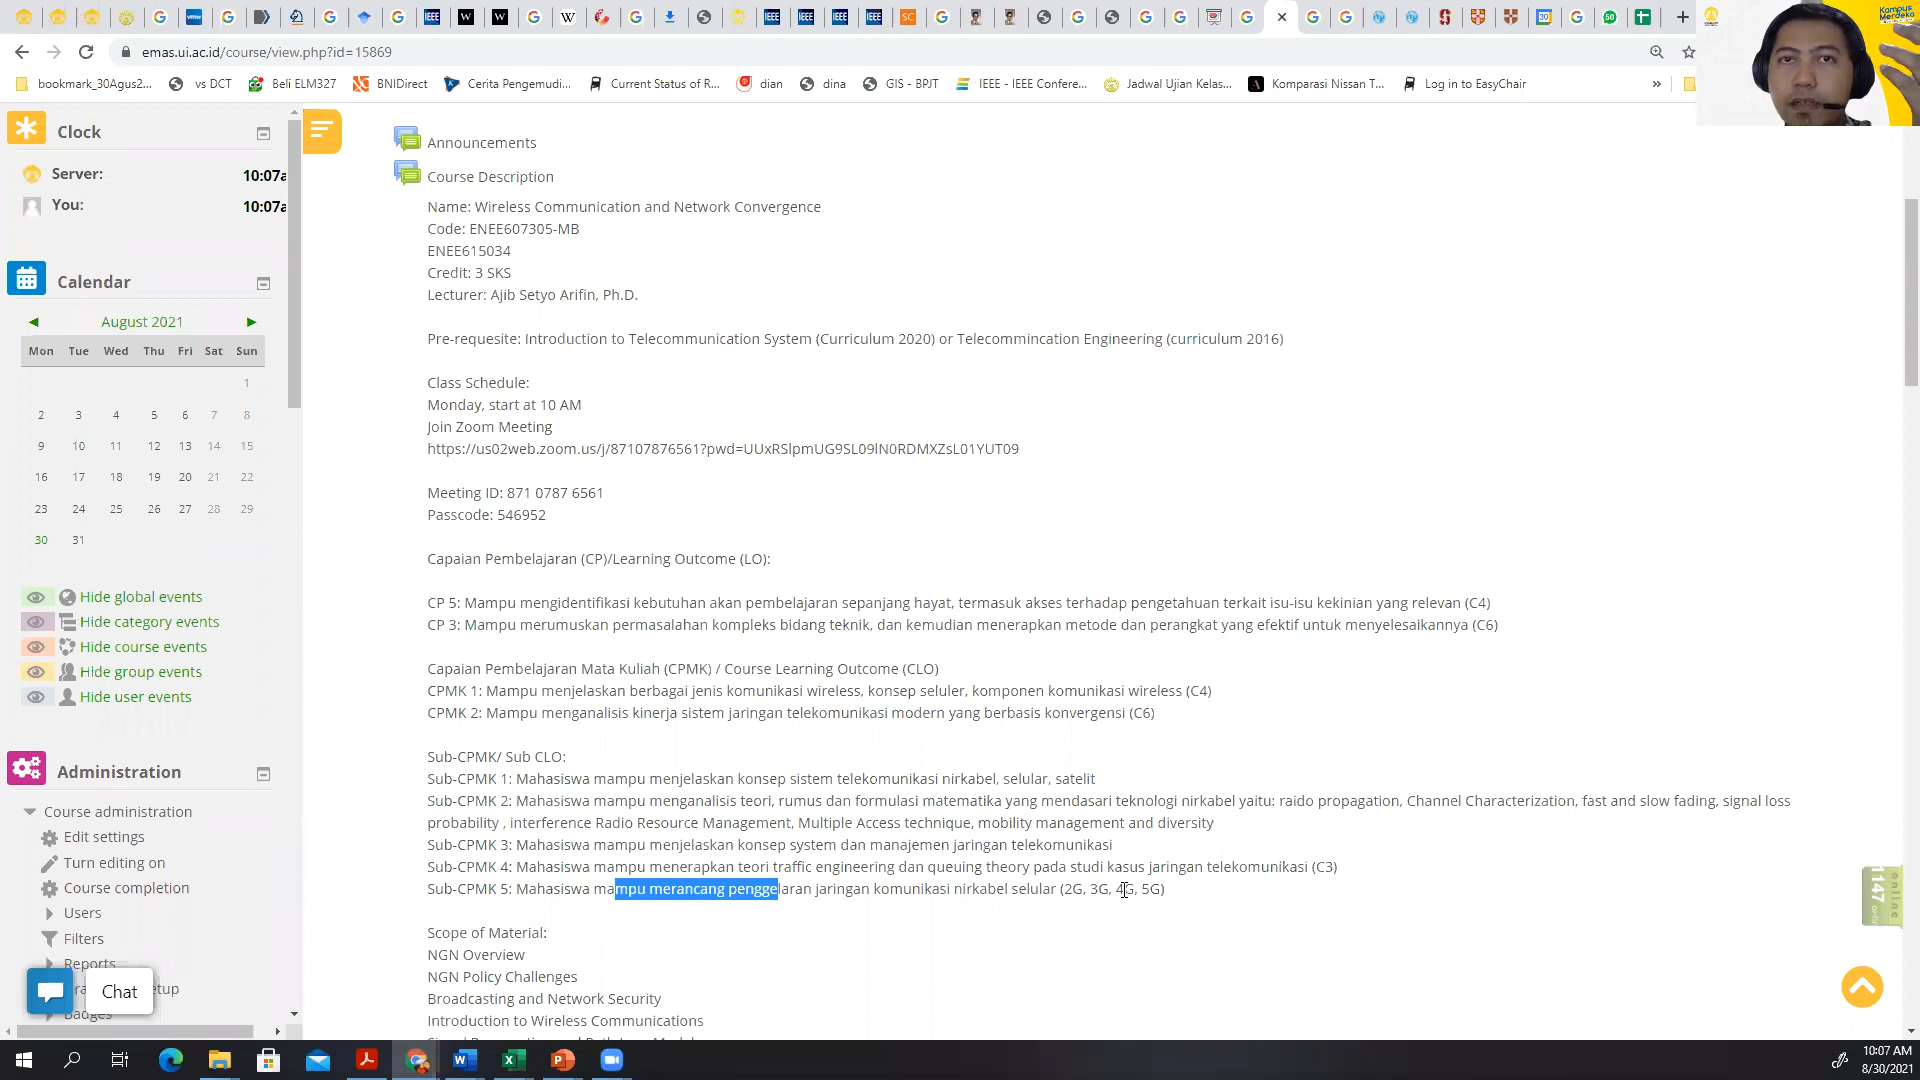 emas.ui.ac.id/course/view.php?id=15869
bookmark_30Agus2...
vs DCT
Beli ELM327
BNIDirect
Cerita Pengemudi...
Current Status of R...
dian
dina
GIS - BPJT
IEEE - IEEE Confere...
Jadwal Ujian Kelas...
Komparasi Nissan T...
Log in to EasyChair
»
Kampus
Merdeka
Clock
Server: 10:07a
You: 10:07a
Calendar
August 2021
Mon Tue Wed Thu Fri Sat Sun
1
2 3 4 5 6 7 8
9 10 11 12 13 14 15
16 17 18 19 20 21 22
23 24 25 26 27 28 29
30 31
Hide global events
Hide category events
Hide course events
Hide group events
Hide user events
Administration
Course administration
Edit settings
Turn editing on
Course completion
Users
Filters
Reports
Badges
Chat
Announcements
Course Description
Name: Wireless Communication and Network Convergence
Code: ENEE607305-MB
ENEE615034
Credit: 3 SKS
Lecturer: Ajib Setyo Arifin, Ph.D.
Pre-requesite: Introduction to Telecommunication System (Curriculum 2020) or Telecommincation Engineering (curriculum 2016)
Class Schedule:
Monday, start at 10 AM
Join Zoom Meeting
https://us02web.zoom.us/j/87107876561?pwd=UUxRSlpmUG9SL09lN0RDMXZsL01YUT09
Meeting ID: 871 0787 6561
Passcode: 546952
Capaian Pembelajaran (CP)/Learning Outcome (LO):
CP 5: Mampu mengidentifikasi kebutuhan akan pembelajaran sepanjang hayat, termasuk akses terhadap pengetahuan terkait isu-isu kekinian yang relevan (C4)
CP 3: Mampu merumuskan permasalahan kompleks bidang teknik, dan kemudian menerapkan metode dan perangkat yang efektif untuk menyelesaikannya (C6)
Capaian Pembelajaran Mata Kuliah (CPMK) / Course Learning Outcome (CLO)
CPMK 1: Mampu menjelaskan berbagai jenis komunikasi wireless, konsep seluler, komponen komunikasi wireless (C4)
CPMK 2: Mampu menganalisis kinerja sistem jaringan telekomunikasi modern yang berbasis konvergensi (C6)
Sub-CPMK/ Sub CLO:
Sub-CPMK 1: Mahasiswa mampu menjelaskan konsep sistem telekomunikasi nirkabel, selular, satelit
Sub-CPMK 2: Mahasiswa mampu menganalisis teori, rumus dan formulasi matematika yang mendasari teknologi nirkabel yaitu: raido propagation, Channel Characterization, fast and slow fading, signal loss
probability , interference Radio Resource Management, Multiple Access technique, mobility management and diversity
Sub-CPMK 3: Mahasiswa mampu menjelaskan konsep system dan manajemen jaringan telekomunikasi
Sub-CPMK 4: Mahasiswa mampu menerapkan teori traffic engineering dan queuing theory pada studi kasus jaringan telekomunikasi (C3)
Sub-CPMK 5: Mahasiswa mampu merancang penggelaran jaringan komunikasi nirkabel selular (2G, 3G, 4G, 5G)
Scope of Material:
NGN Overview
NGN Policy Challenges
Broadcasting and Network Security
Introduction to Wireless Communications
1147 online
10:07 AM
8/30/2021